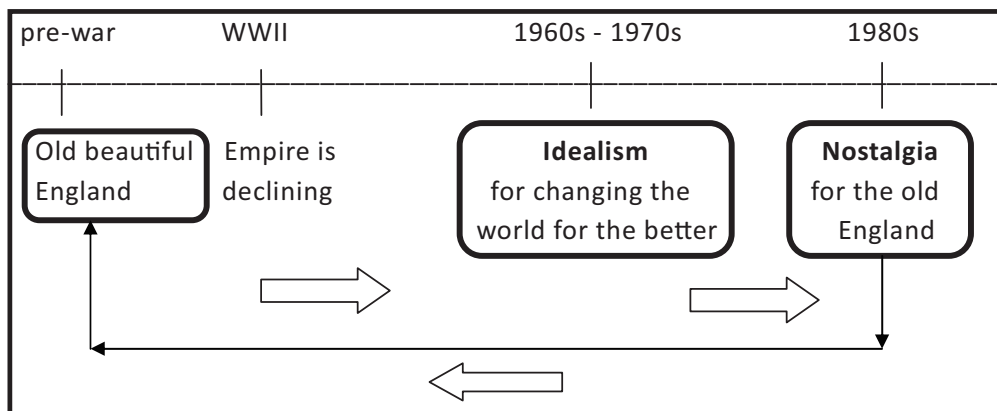 pre-war
WWII
1960s - 1970s
1980s
Old beautiful
England
Empire is
declining
Idealism
for changing the
world for the better
Nostalgia
for the old
England